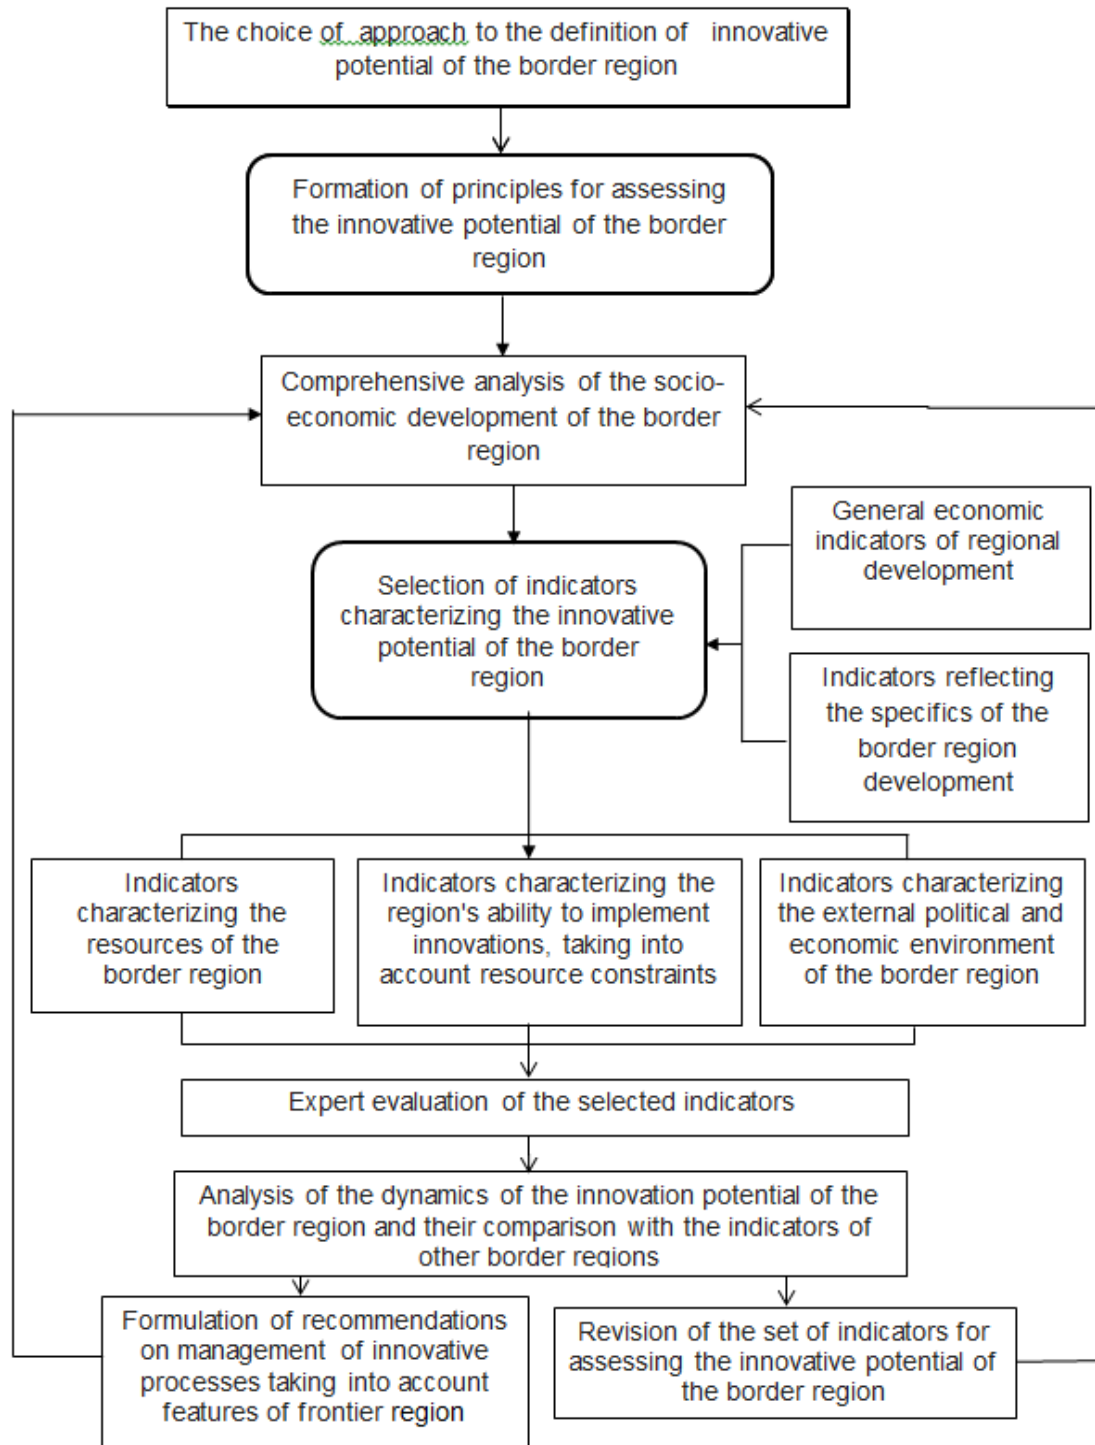 The choice of approach to the definition of innovative
potential of the border region
Formation of principles for assessing
the innovative potential of the border
region
Comprehensive analysis of the socio-
economic development of the border
region
General economic
indicators of regional
development
Selection of indicators
characterizing the innovative
potential of the border
region
Indicators reflecting
the specifics of the
border region
development
Indicators
characterizing the
resources of the
border region
Indicators characterizing the
region's ability to implement
innovations, taking into
account resource constraints
Indicators characterizing
the external political and
economic environment
of the border region
Expert evaluation of the selected indicators
Analysis of the dynamics of the innovation potential of the
border region and their comparison with the indicators of
other border regions
Formulation of recommendations
on management of innovative
processes taking into account
features of frontier region
Revision of the set of indicators for
assessing the innovative potential of
the border region